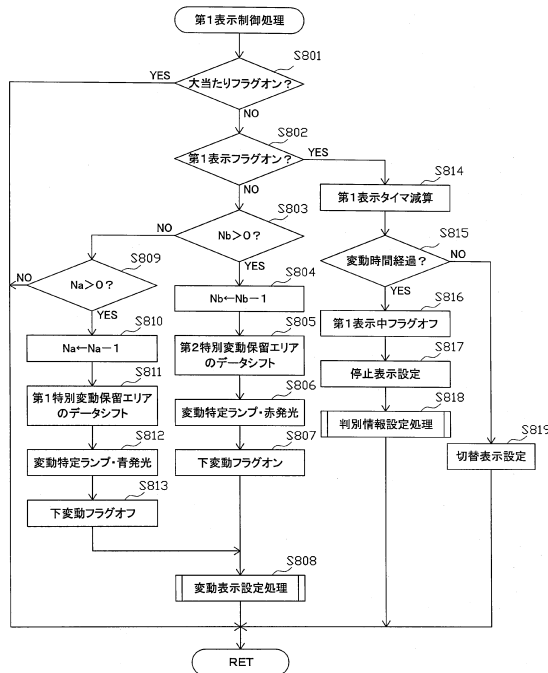 第1表示制御処理
S801
大当たりフラグオン？
YES
NO
S802
第1表示フラグオン？
YES
NO
S803
Nb＞0？
NO
YES
S804
Nb←Nb－1
S805
第2特別変動保留エリア
のデータシフト
S806
変動特定ランプ・赤発光
S807
下変動フラグオン
S809
Na＞0？
NO
YES
S810
Na←Na－1
S811
第1特別変動保留エリア
のデータシフト
S812
変動特定ランプ・青発光
S813
下変動フラグオフ
S808
変動表示設定処理
S814
第1表示タイマ減算
S815
変動時間経過？
NO
YES
S816
第1表示中フラグオフ
S817
停止表示設定
S818
判別情報設定処理
S819
切替表示設定
RET